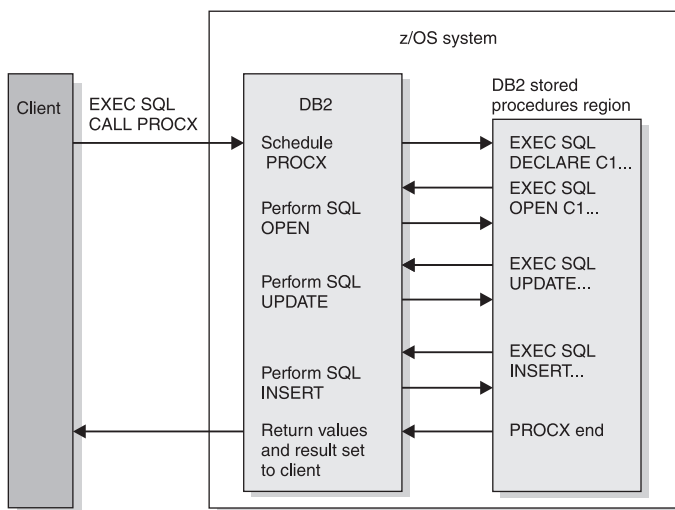 z/OS system
Client
EXEC SQL
CALL PROCX
DB2
DB2 stored
procedures region
Schedule
PROCX
EXEC SQL
DECLARE C1...
EXEC SQL
OPEN C1...
Perform SQL
OPEN
EXEC SQL
UPDATE...
Perform SQL
UPDATE
EXEC SQL
INSERT...
Perform SQL
INSERT
PROCX end
Return values
and result set
to client